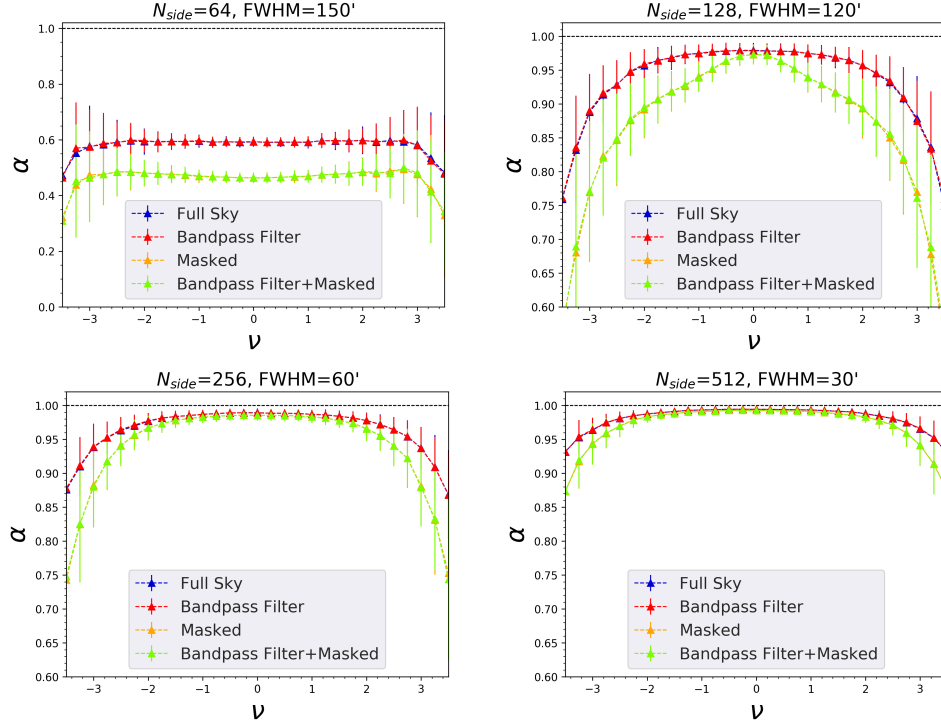 N_side=64, FWHM=150'
1.0
0.8
0.6
0.4
0.2
0.0
α
−3 −2 −1 0 1 2 3
ν
Full Sky
Bandpass Filter
Masked
Bandpass Filter+Masked
N_side=128, FWHM=120'
1.00
0.95
0.90
0.85
0.80
0.75
0.70
0.65
0.60
α
−3 −2 −1 0 1 2 3
ν
Full Sky
Bandpass Filter
Masked
Bandpass Filter+Masked
N_side=256, FWHM=60'
1.00
0.95
0.90
0.85
0.80
0.75
0.70
0.65
0.60
α
−3 −2 −1 0 1 2 3
ν
Full Sky
Bandpass Filter
Masked
Bandpass Filter+Masked
N_side=512, FWHM=30'
1.00
0.95
0.90
0.85
0.80
0.75
0.70
0.65
0.60
α
−3 −2 −1 0 1 2 3
ν
Full Sky
Bandpass Filter
Masked
Bandpass Filter+Masked